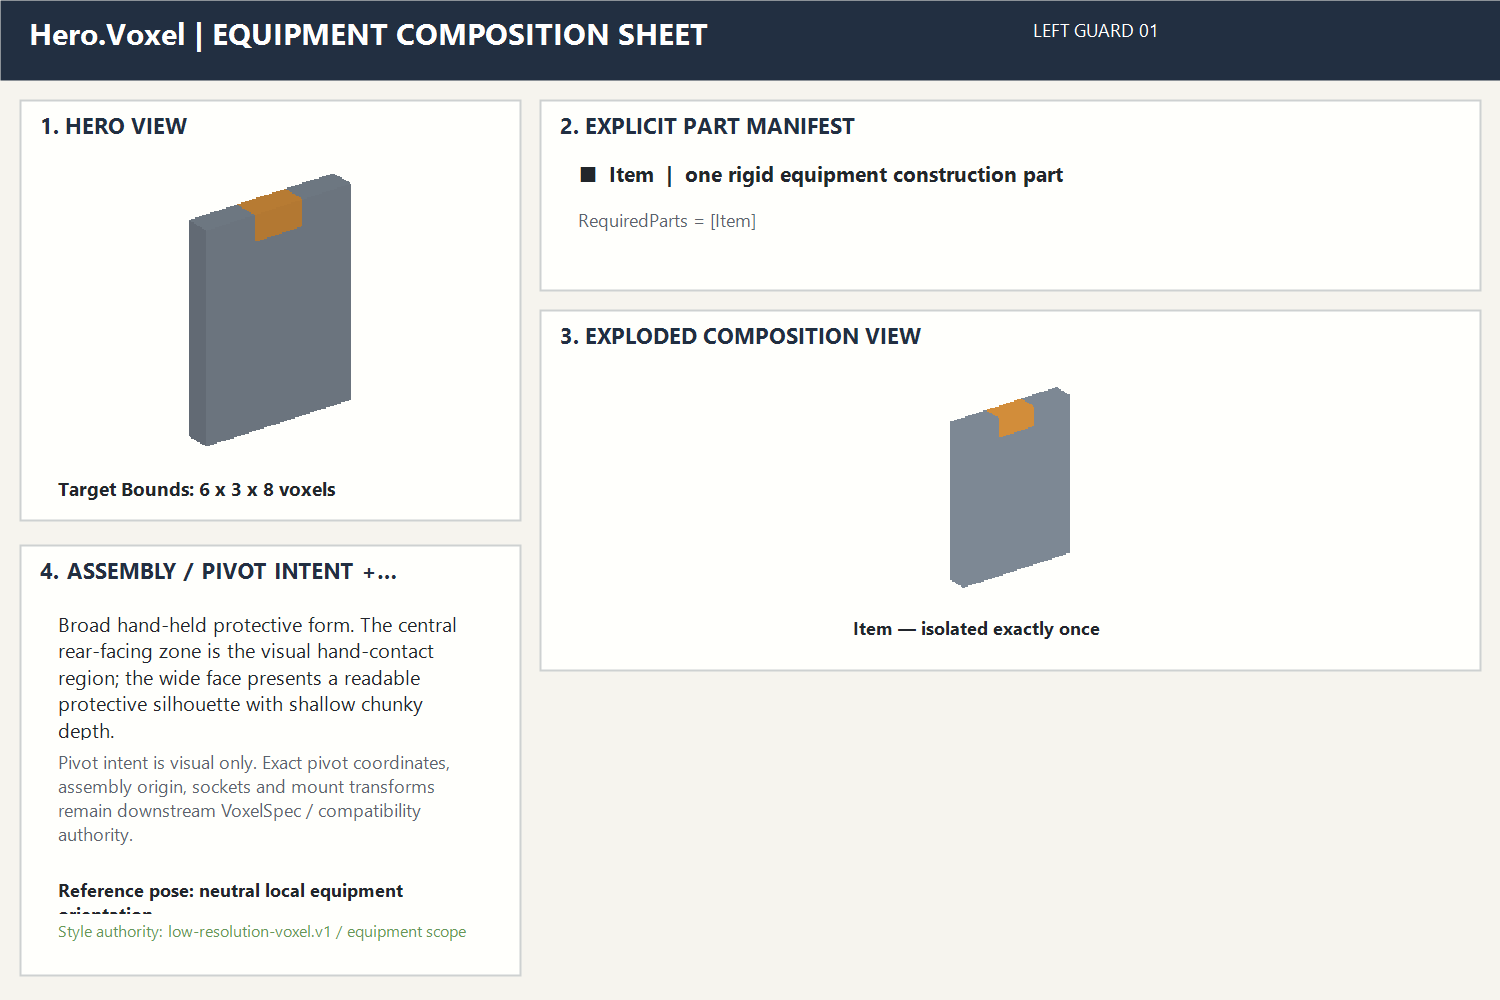 Hero.Voxel | EQUIPMENT COMPOSITION SHEET
LEFT GUARD 01
1. HERO VIEW
Target Bounds: 6 x 3 x 8 voxels
2. EXPLICIT PART MANIFEST
■ Item | one rigid equipment construction part
RequiredParts = [Item]
3. EXPLODED COMPOSITION VIEW
Item — isolated exactly once
4. ASSEMBLY / PIVOT INTENT +...
Broad hand-held protective form. The central
rear-facing zone is the visual hand-contact
region; the wide face presents a readable
protective silhouette with shallow chunky
depth.
Pivot intent is visual only. Exact pivot coordinates,
assembly origin, sockets and mount transforms
remain downstream VoxelSpec / compatibility
authority.
Reference pose: neutral local equipment
orientation
Style authority: low-resolution-voxel.v1 / equipment scope